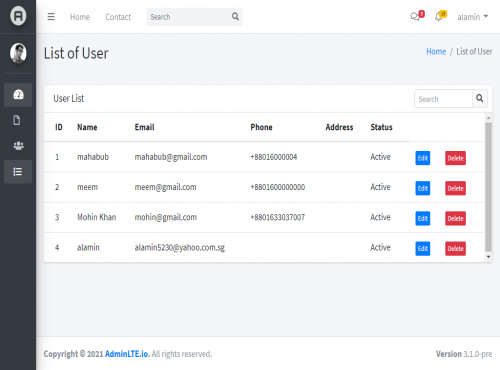 Home Contact Search alamin
List of User
Home / List of User
User List Search
ID Name Email Phone Address Status
1 mahabub mahabub@gmail.com +88016000004 Active Edit Delete
2 meem meem@gmail.com +8801600000000 Active Edit Delete
3 Mohin Khan mohin@gmail.com +8801633037007 Active Edit Delete
4 alamin alamin5230@yahoo.com.sg Active Edit Delete
Copyright © 2021 AdminLTE.io. All rights reserved. Version 3.1.0-pre